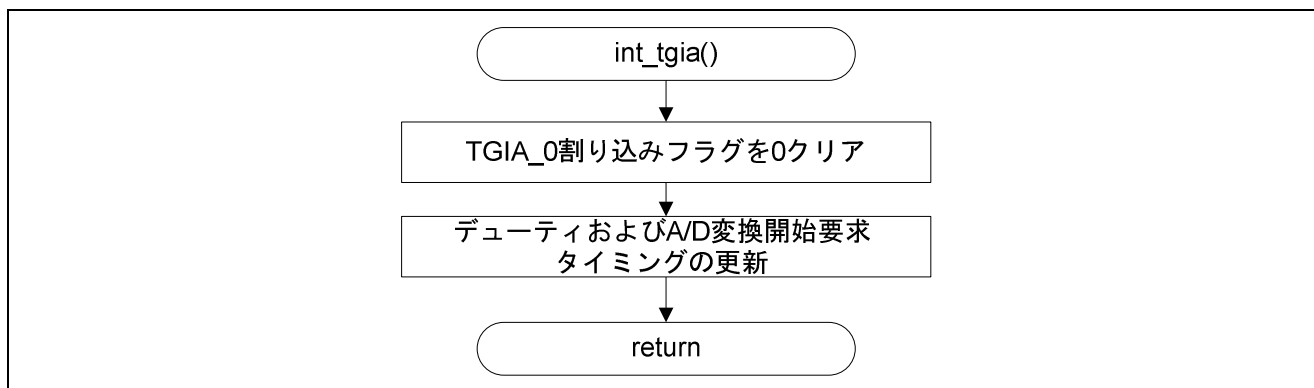 int_tgia()
TGIA_0割り込みフラグを0クリア
デューティおよびA/D変換開始要求
タイミングの更新
return